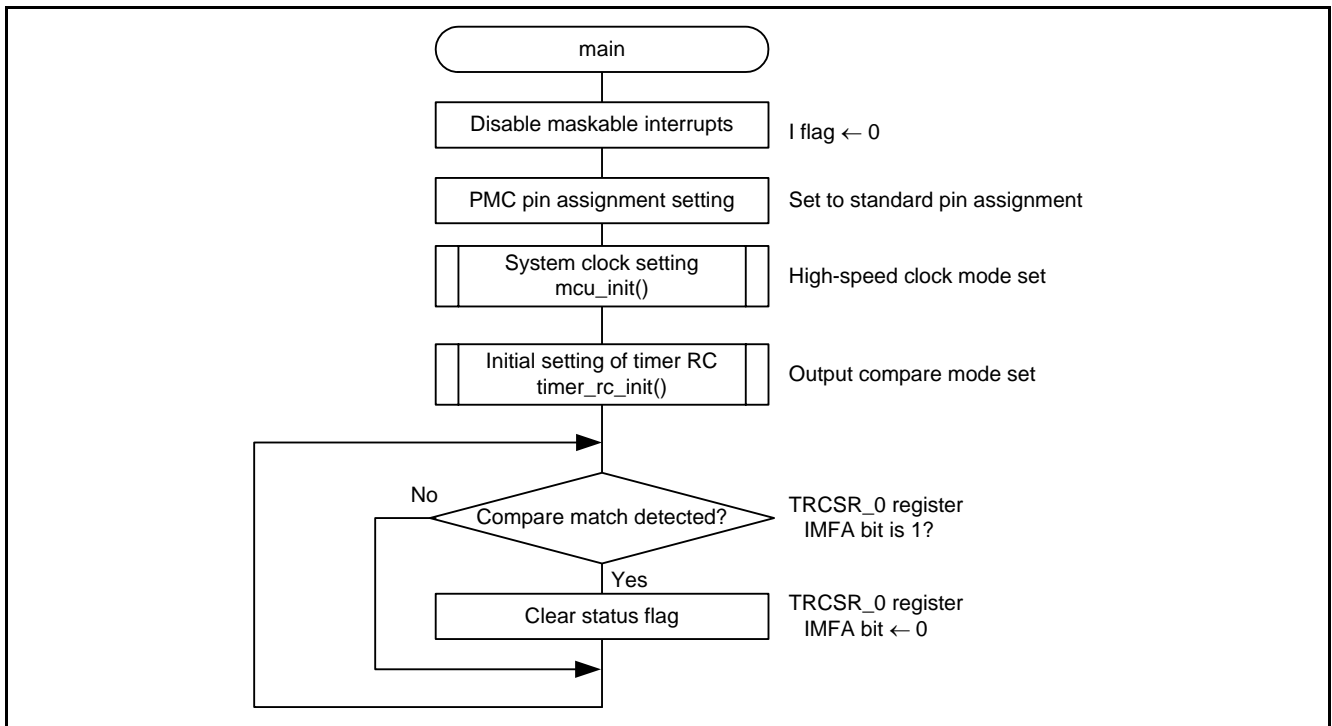 main
Disable maskable interrupts
I flag ← 0
PMC pin assignment setting
Set to standard pin assignment
System clock setting
mcu_init()
High-speed clock mode set
Initial setting of timer RC
timer_rc_init()
Output compare mode set
No
Compare match detected?
TRCSR_0 register
IMFA bit is 1?
Yes
Clear status flag
TRCSR_0 register
IMFA bit ← 0